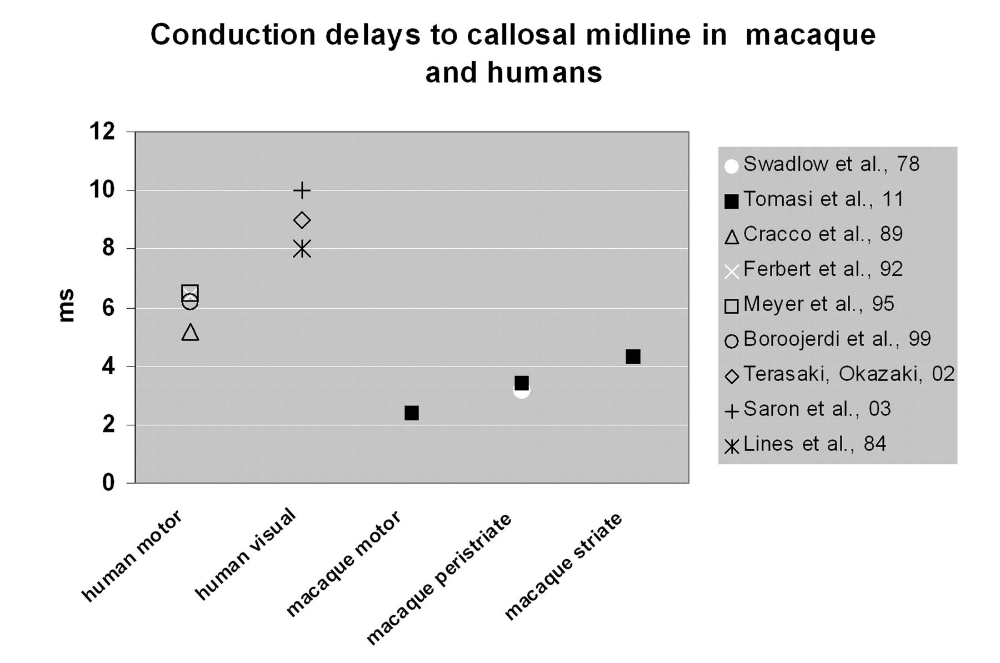 Conduction delays to callosal midline in macaque
and humans
12
10
8
6
4
2
0
ms
human motor
human visual
macaque motor
macaque peristriate
macaque striate
Swadlow et al., 78
Tomasi et al., 11
Cracco et al., 89
Ferbert et al., 92
Meyer et al., 95
Boroojerdi et al., 99
Terasaki, Okazaki, 02
Saron et al., 03
Lines et al., 84